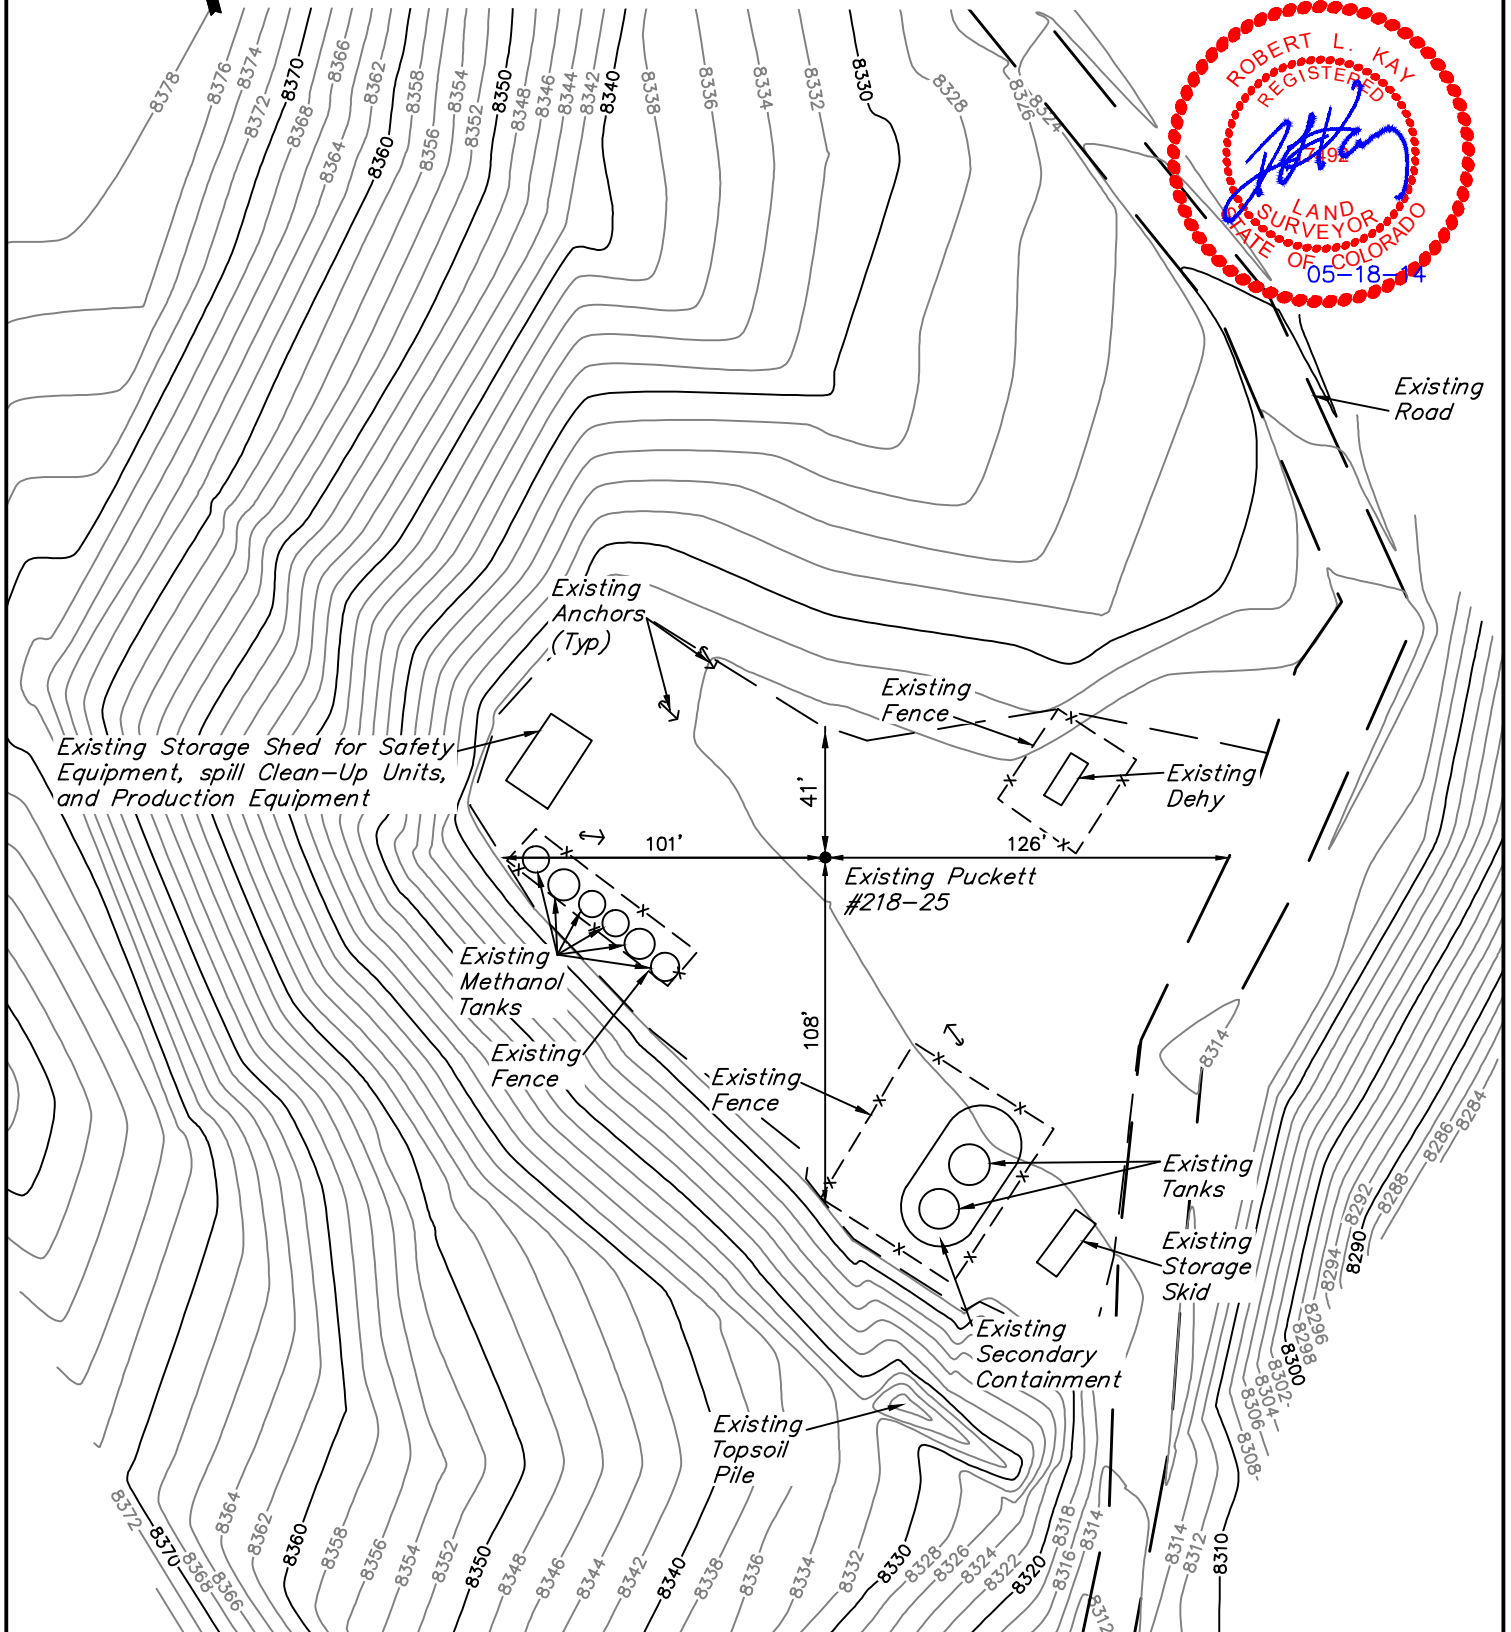 8378
8376
8374
8372
8370
8368
8366
8364
8362
8360
8358
8356
8354
8352
8350
8348
8346
8344
8342
8340
8338
8336
8334
8332
8330
8328
8326
8324
ROBERT L. KAY
REGISTERED
LAND
SURVEYOR
STATE OF COLORADO
05-18-14
Existing
Road
Existing
Anchors
(Typ)
Existing
Fence
Existing Storage Shed for Safety
Equipment, spill Clean-Up Units,
and Production Equipment
Existing
Dehy
41'
101'
126'
Existing Puckett
#218-25
Existing
Methanol
Tanks
108'
Existing
Fence
Existing
Fence
8314
8284
8286
8288
8290
8292
8294
8296
8298
8300
8302
8304
8306
8308
Existing
Tanks
Existing
Storage
Skid
Existing
Secondary
Containment
Existing
Topsoil
Pile
8372
8370
8368
8366
8364
8362
8360
8358
8356
8354
8352
8350
8348
8346
8344
8342
8340
8338
8336
8334
8332
8330
8328
8326
8324
8322
8320
8318
8316
8314
8312
8314
8312
8310